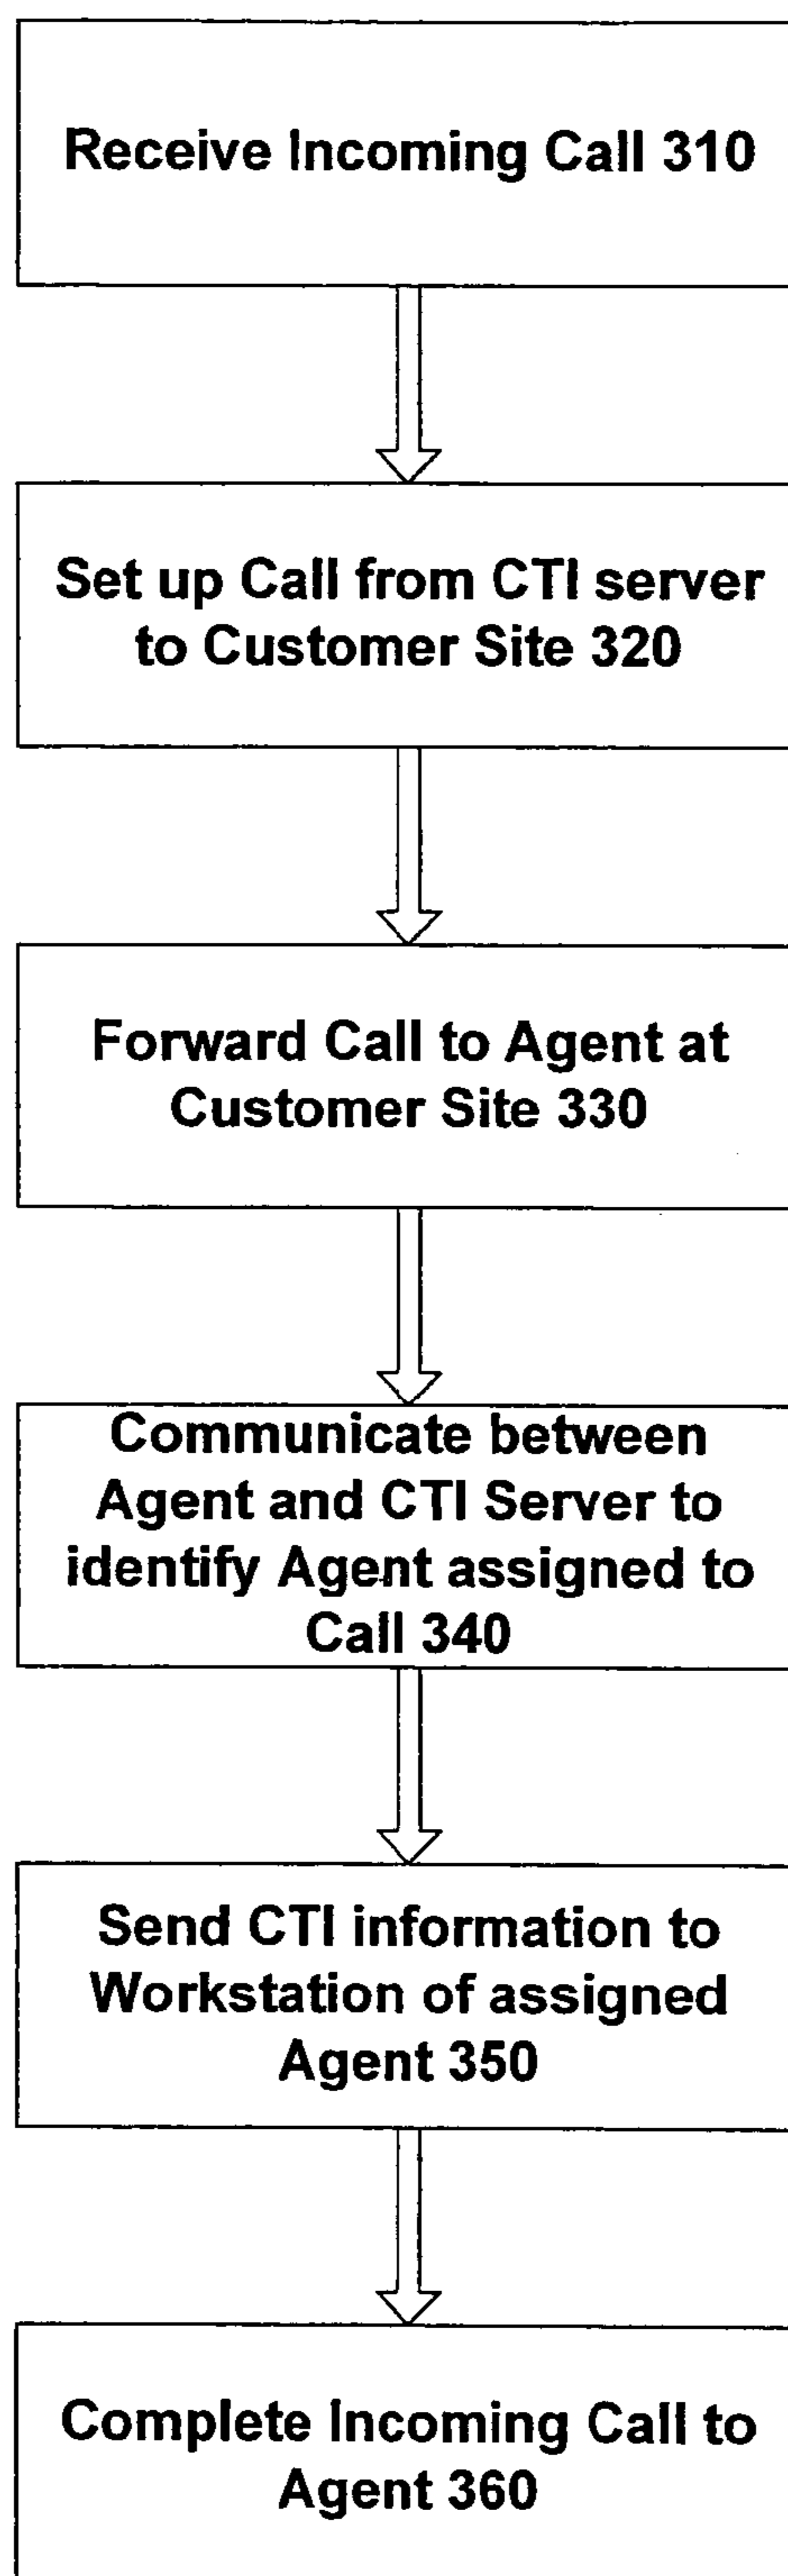 Receive Incoming Call 310
Set up Call from CTI server
to Customer Site 320
Forward Call to Agent at
Customer Site 330
Communicate between
Agent and CTI Server to
identify Agent assigned to
Call 340
Send CTI information to
Workstation of assigned
Agent 350
Complete Incoming Call to
Agent 360